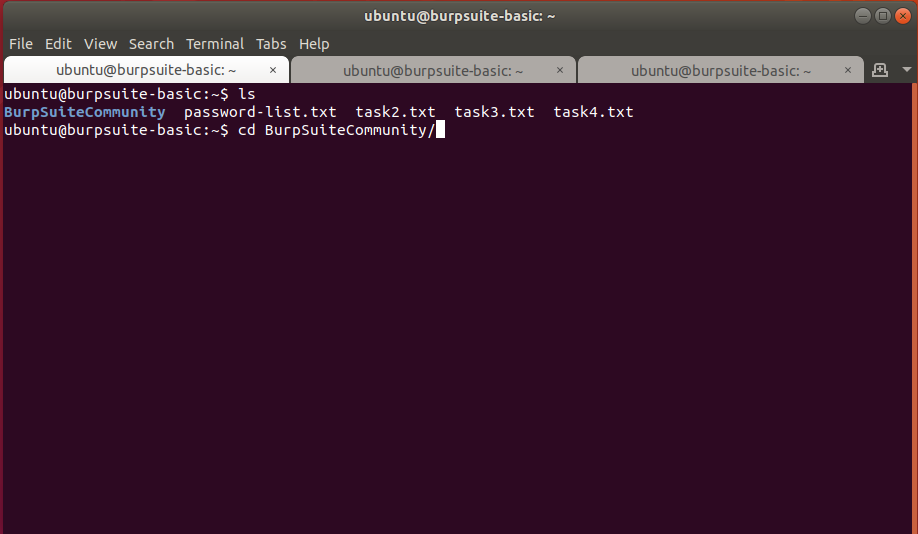 ubuntu@burpsuite-basic: ~
File Edit View Search Terminal Tabs Help
ubuntu@burpsuite-basic: ~ × ubuntu@burpsuite-basic: ~ × ubuntu@burpsuite-basic: ~ ×
ubuntu@burpsuite-basic:~$ ls
BurpSuiteCommunity password-list.txt task2.txt task3.txt task4.txt
ubuntu@burpsuite-basic:~$ cd BurpSuiteCommunity/